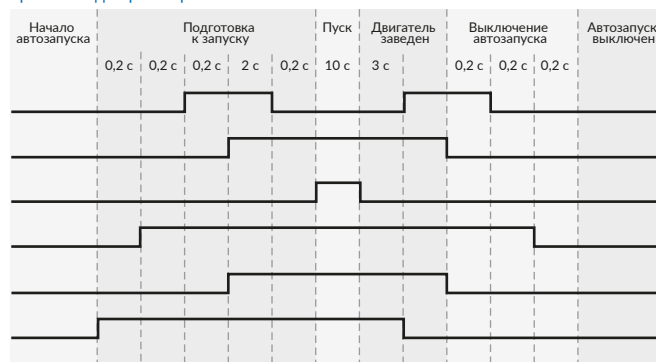 Начало
автозапуска
Подготовка
к запуску
Пуск
Двигатель
заведен
Выключение
автозапуска
Автозапуск
выключен
0,2 с 0,2 с 0,2 с 2 с 0,2 с 10 с 3 с 0,2 с 0,2 с 0,2 с